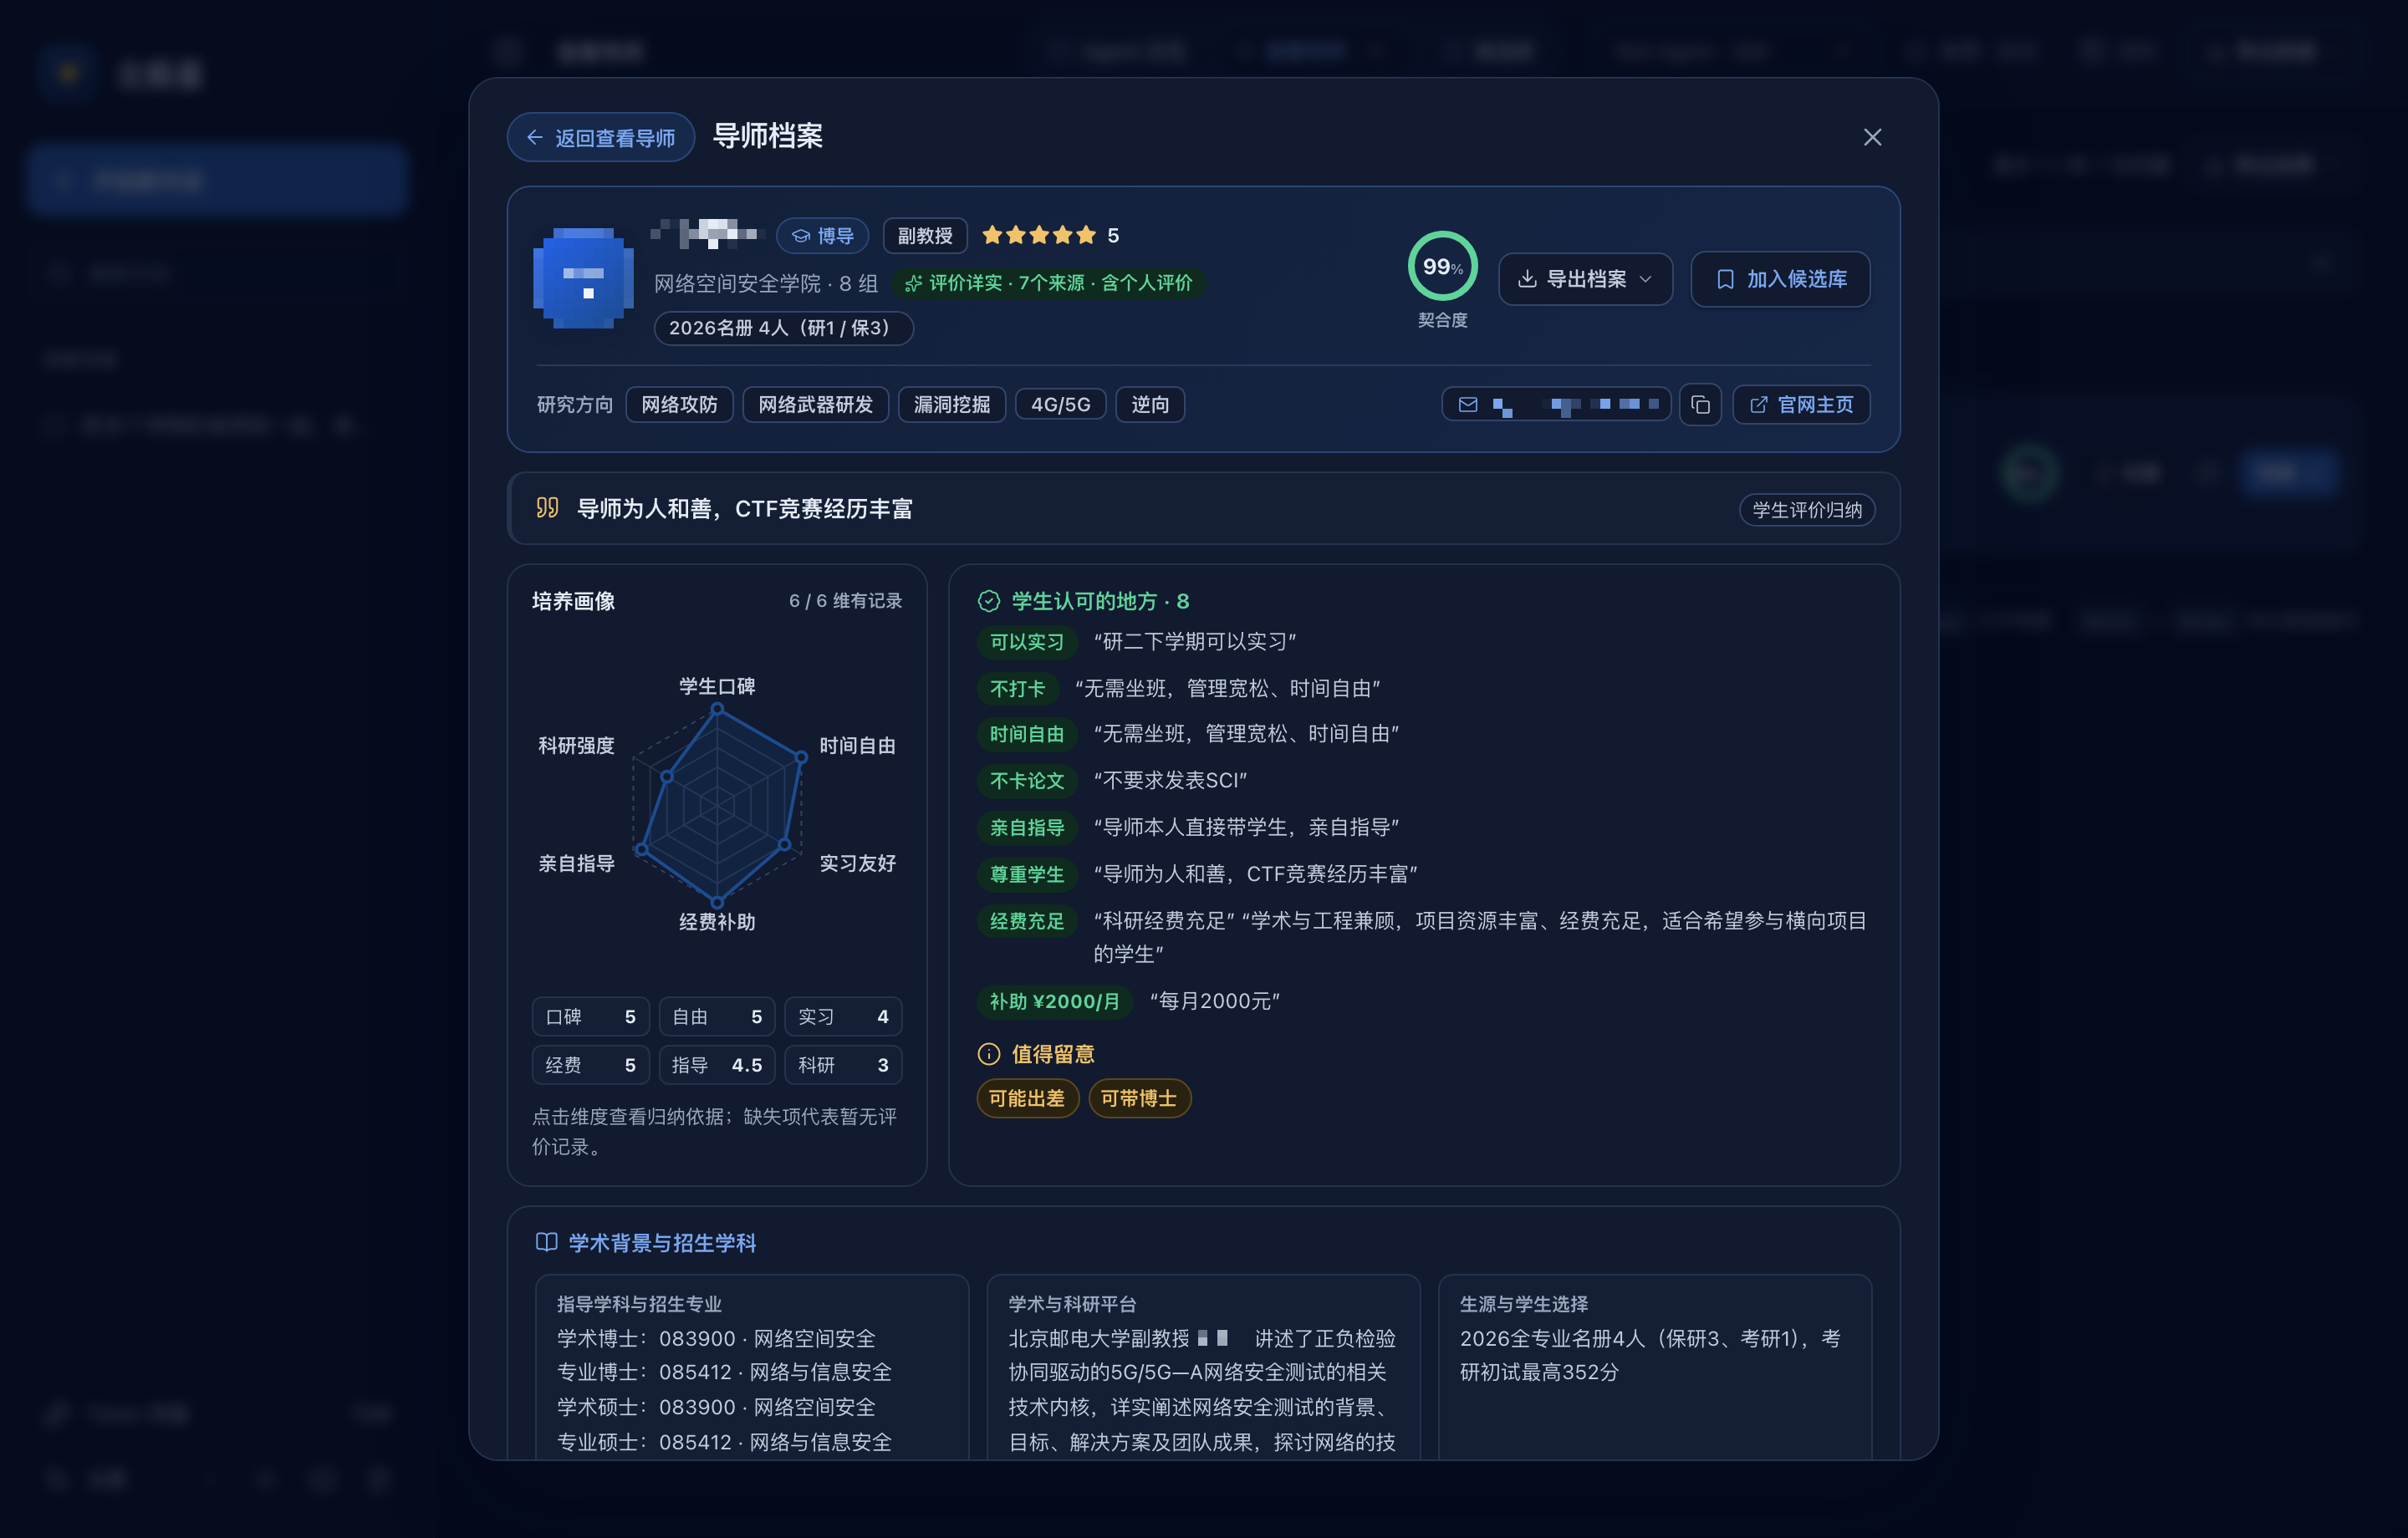 返回查看导师
导师档案
博导
副教授
5
网络空间安全学院 · 8 组
评价详实 · 7个来源 · 含个人评价
2026名册 4人（研1 / 保3）
99%
契合度
导出档案
加入候选库
研究方向
网络攻防
网络武器研发
漏洞挖掘
4G/5G
逆向
官网主页
导师为人和善，CTF竞赛经历丰富
学生评价归纳
培养画像
6 / 6 维有记录
学生口碑
科研强度
时间自由
亲自指导
实习友好
经费补助
口碑 5
自由 5
实习 4
经费 5
指导 4.5
科研 3
点击维度查看归纳依据；缺失项代表暂无评
价记录。
学生认可的地方 · 8
可以实习 “研二下学期可以实习”
不打卡 “无需坐班，管理宽松、时间自由”
时间自由 “无需坐班，管理宽松、时间自由”
不卡论文 “不要求发表SCI”
亲自指导 “导师本人直接带学生，亲自指导”
尊重学生 “导师为人和善，CTF竞赛经历丰富”
经费充足 “科研经费充足” “学术与工程兼顾，项目资源丰富、经费充足，适合希望参与横向项目
的学生”
补助 ¥2000/月 “每月2000元”
值得留意
可能出差
可带博士
学术背景与招生学科
指导学科与招生专业
学术博士：083900 · 网络空间安全
专业博士：085412 · 网络与信息安全
学术硕士：083900 · 网络空间安全
专业硕士：085412 · 网络与信息安全
学术与科研平台
北京邮电大学副教授 讲述了正负检验
协同驱动的5G/5G—A网络安全测试的相关
技术内核，详实阐述网络安全测试的背景、
目标、解决方案及团队成果，探讨网络的技
生源与学生选择
2026全专业名册4人（保研3、考研1），考
研初试最高352分